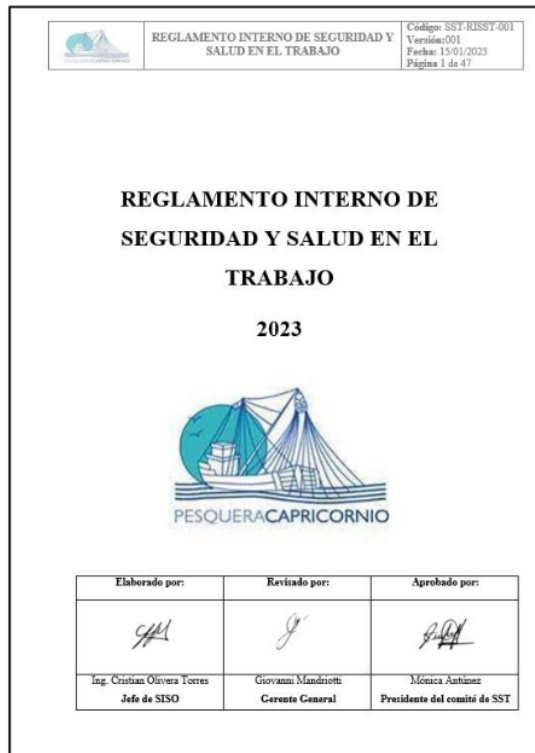 PESQUERACAPRICORNIO
REGLAMENTO INTERNO DE SEGURIDAD Y
SALUD EN EL TRABAJO
Código: SST-RISST-001
Versión:001
Fecha: 15/01/2023
Página 1 de 47
REGLAMENTO INTERNO DE
SEGURIDAD Y SALUD EN EL
TRABAJO
2023
PESQUERACAPRICORNIO
Elaborado por:
Revisado por:
Aprobado por:
Ing. Cristian Olivera Torres
Giovanni Mandriotti
Mónica Antúnez
Jefe de SISO
Gerente General
Presidente del comité de SST